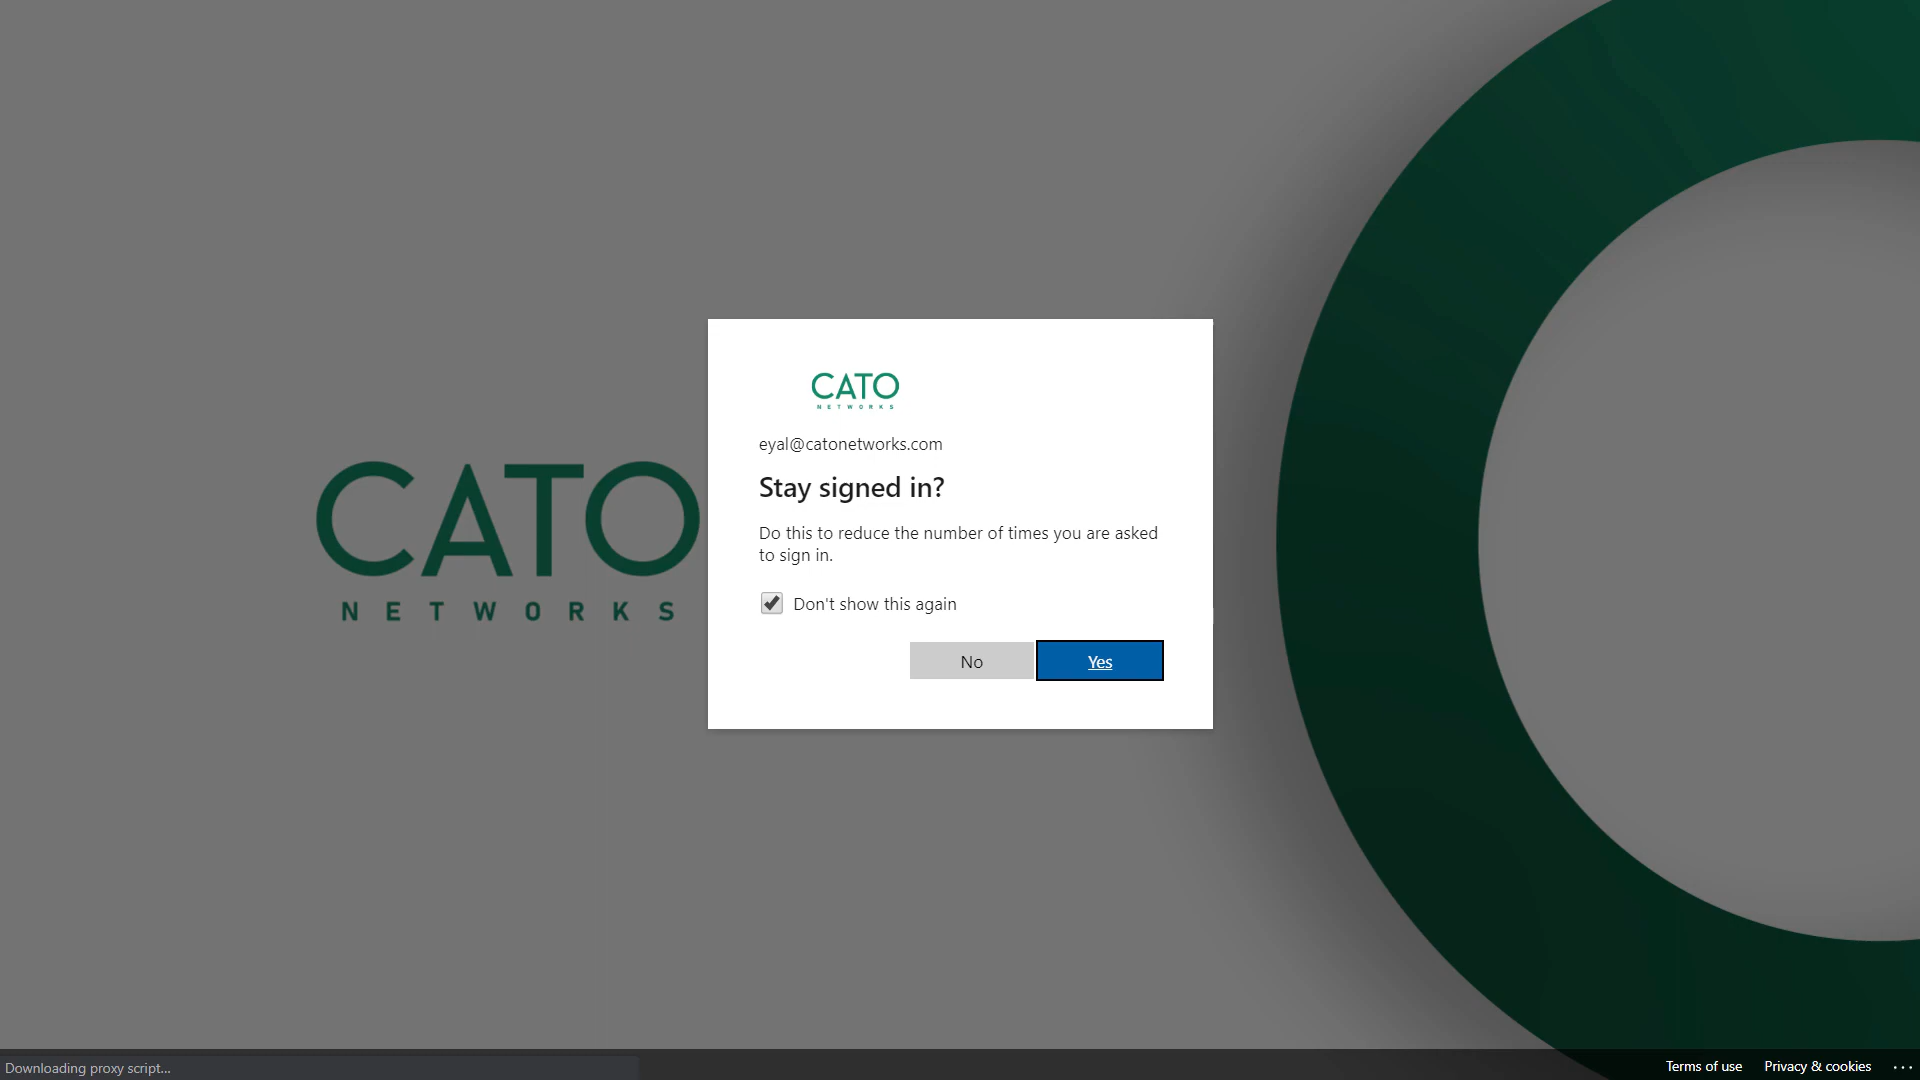 CATO
NETWORKS
CATO
NETWORKS
eyal@catonetworks.com
Stay signed in?
Do this to reduce the number of times you are asked
to sign in.
Don't show this again
No
Yes
Downloading proxy script...
Terms of use
Privacy & cookies
...